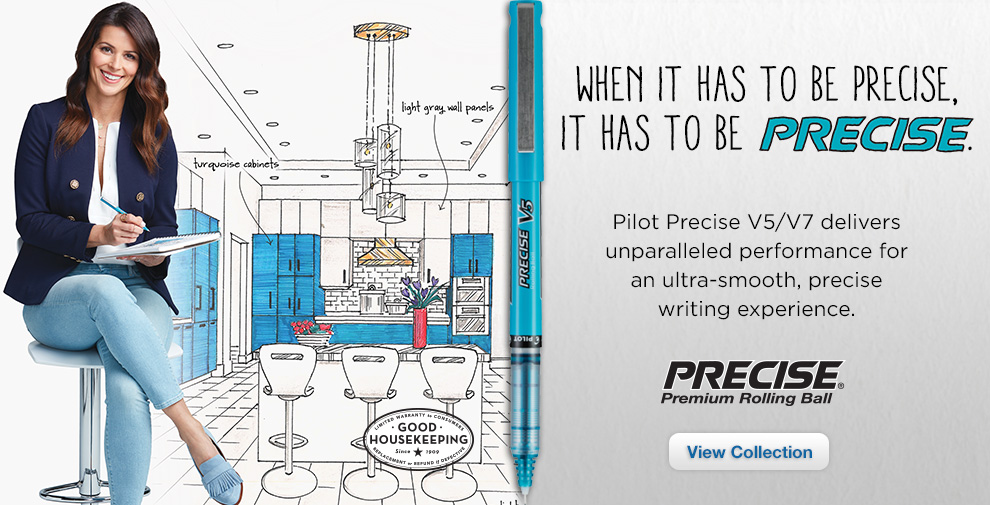 light gray wall panels
turquoise cabinets
LIMITED WARRANTY to CONSUMERS
GOOD
HOUSEKEEPING
Since ★ 1909
REPLACEMENT or REFUND if DEFECTIVE
PRECISE V5
PILOT
WHEN IT HAS TO BE PRECISE,
IT HAS TO BE PRECISE.
Pilot Precise V5/V7 delivers
unparalleled performance for
an ultra-smooth, precise
writing experience.
PRECISE®
Premium Rolling Ball
View Collection